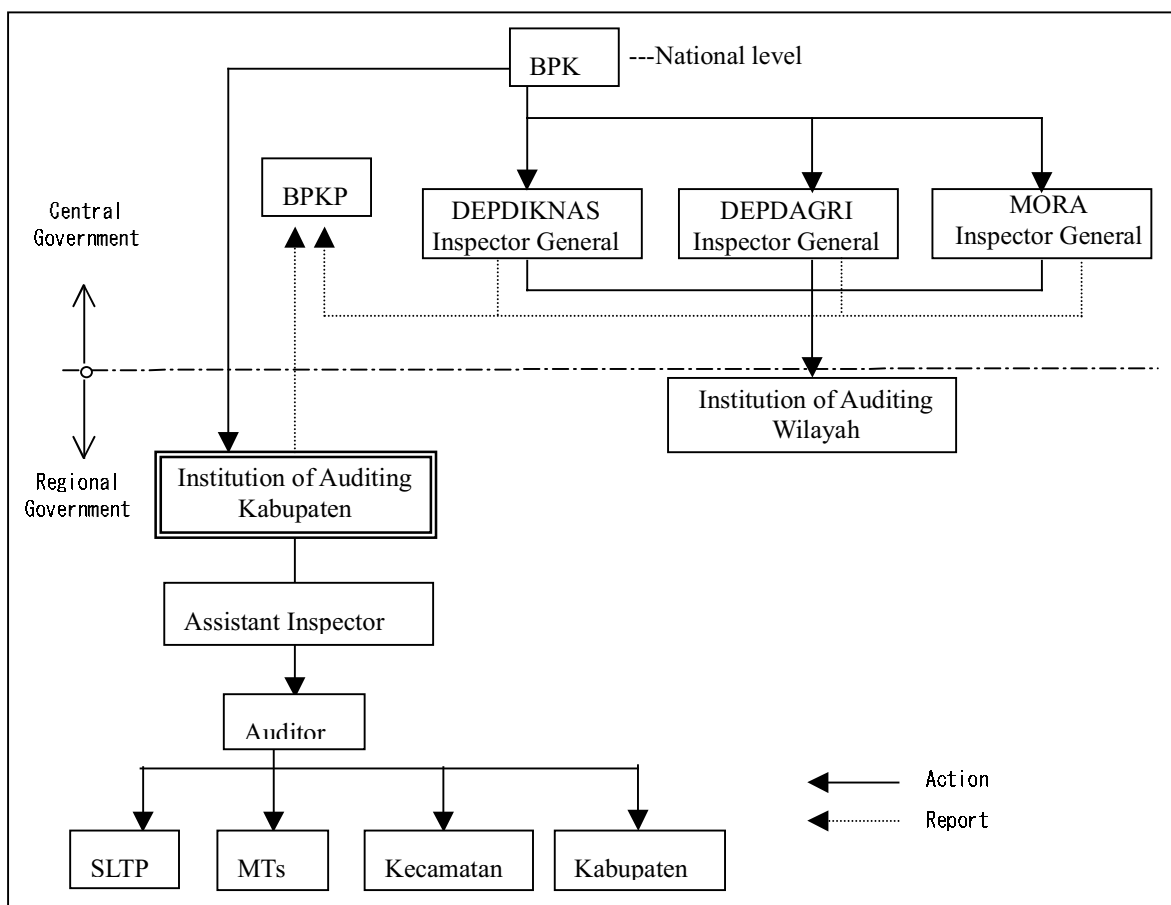 BPK
---National level
BPKP
DEPDIKNAS
Inspector General
DEPDAGRI
Inspector General
MORA
Inspector General
Central
Government
Institution of Auditing
Wilayah
Regional
Government
Institution of Auditing
Kabupaten
Assistant Inspector
Auditor
Action
Report
SLTP
MTs
Kecamatan
Kabupaten